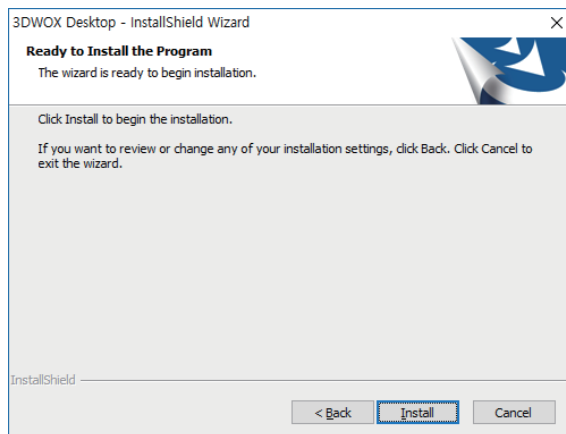 3DWOX Desktop - InstallShield Wizard
Ready to Install the Program
The wizard is ready to begin installation.
Click Install to begin the installation.
If you want to review or change any of your installation settings, click Back. Click Cancel to
exit the wizard.
InstallShield
< Back
Install
Cancel